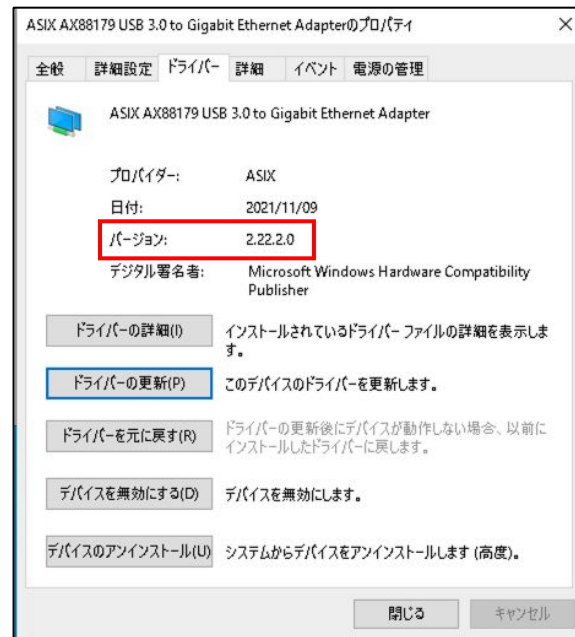 ASIX AX88179 USB 3.0 to Gigabit Ethernet Adapterのプロパティ
全般 詳細設定 ドライバー 詳細 イベント 電源の管理
ASIX AX88179 USB 3.0 to Gigabit Ethernet Adapter
プロバイダー: ASIX
日付: 2021/11/09
バージョン: 2.22.2.0
デジタル署名者: Microsoft Windows Hardware Compatibility
Publisher
ドライバーの詳細(I) インストールされているドライバー ファイルの詳細を表示しま
す。
ドライバーの更新(P) このデバイスのドライバーを更新します。
ドライバーを元に戻す(R) ドライバーの更新後にデバイスが動作しない場合、以前に
インストールしたドライバーに戻します。
デバイスを無効にする(D) デバイスを無効にします。
デバイスのアンインストール(U) システムからデバイスをアンインストールします (高度)。
閉じる キャンセル